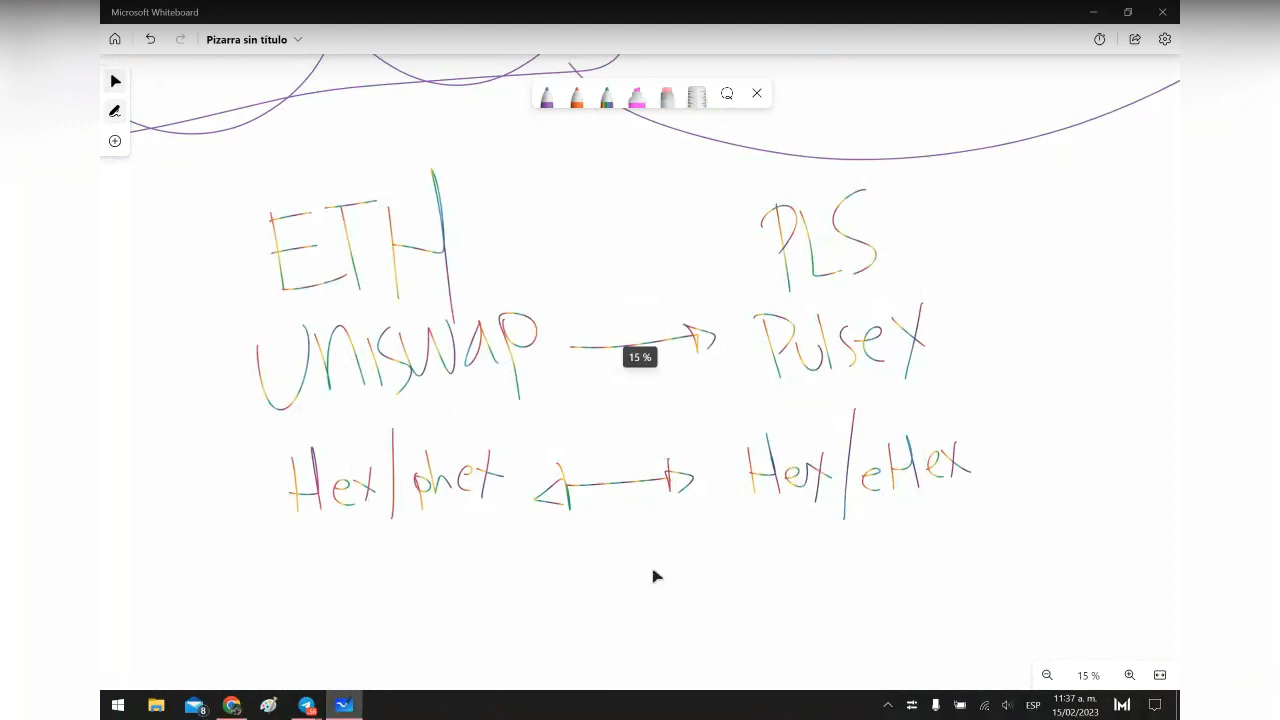 Microsoft Whiteboard
Pizarra sin título
ETH PLS
UNISWAP PulseX
15 %
Hex/phex Hex/eHex
15 %
8
ESP
11:37 a. m.
15/02/2023